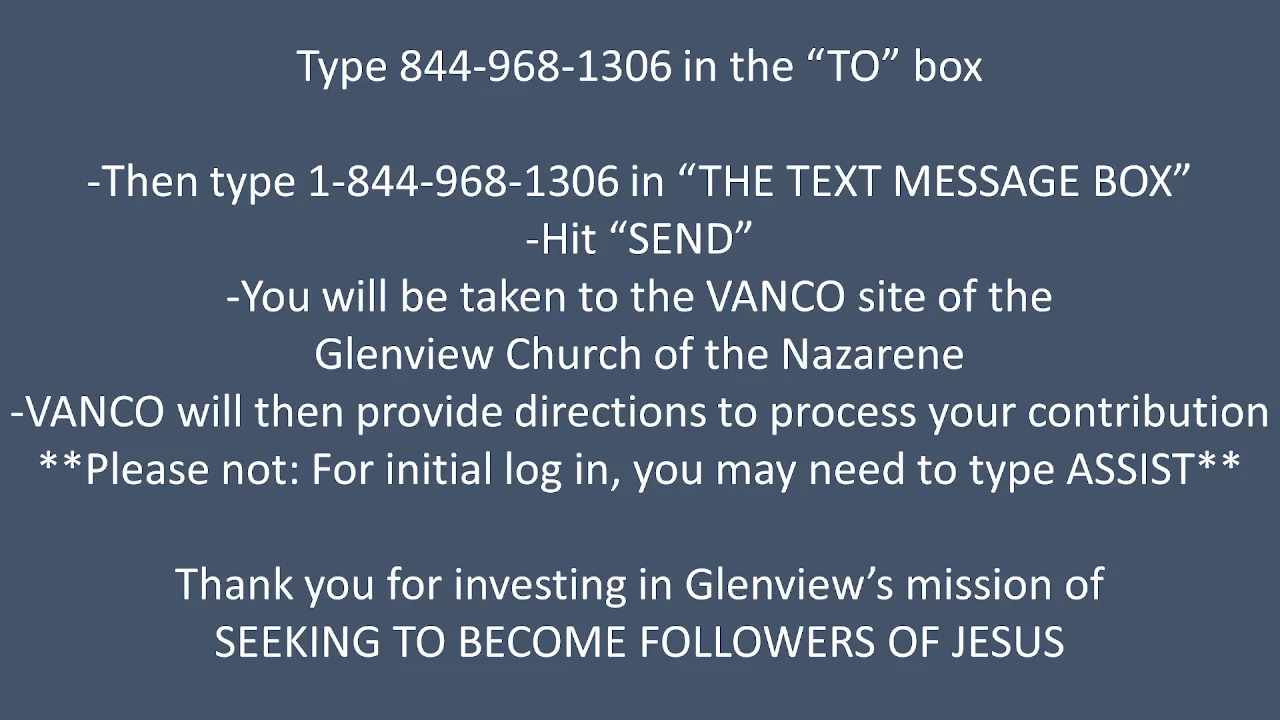 Type 844-968-1306 in the “TO” box
-Then type 1-844-968-1306 in “THE TEXT MESSAGE BOX”
-Hit “SEND”
-You will be taken to the VANCO site of the
Glenview Church of the Nazarene
-VANCO will then provide directions to process your contribution
**Please not: For initial log in, you may need to type ASSIST**
Thank you for investing in Glenview’s mission of
SEEKING TO BECOME FOLLOWERS OF JESUS